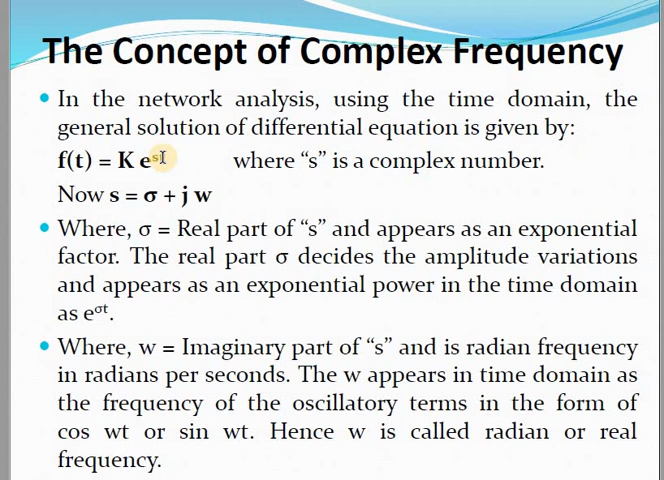 The Concept of Complex Frequency
• In the network analysis, using the time domain, the
general solution of differential equation is given by:
f(t) = K e^s where “s” is a complex number.
Now s = σ + j w
• Where, σ = Real part of “s” and appears as an exponential
factor. The real part σ decides the amplitude variations
and appears as an exponential power in the time domain
as e^σt.
• Where, w = Imaginary part of “s” and is radian frequency
in radians per seconds. The w appears in time domain as
the frequency of the oscillatory terms in the form of
cos wt or sin wt. Hence w is called radian or real
frequency.